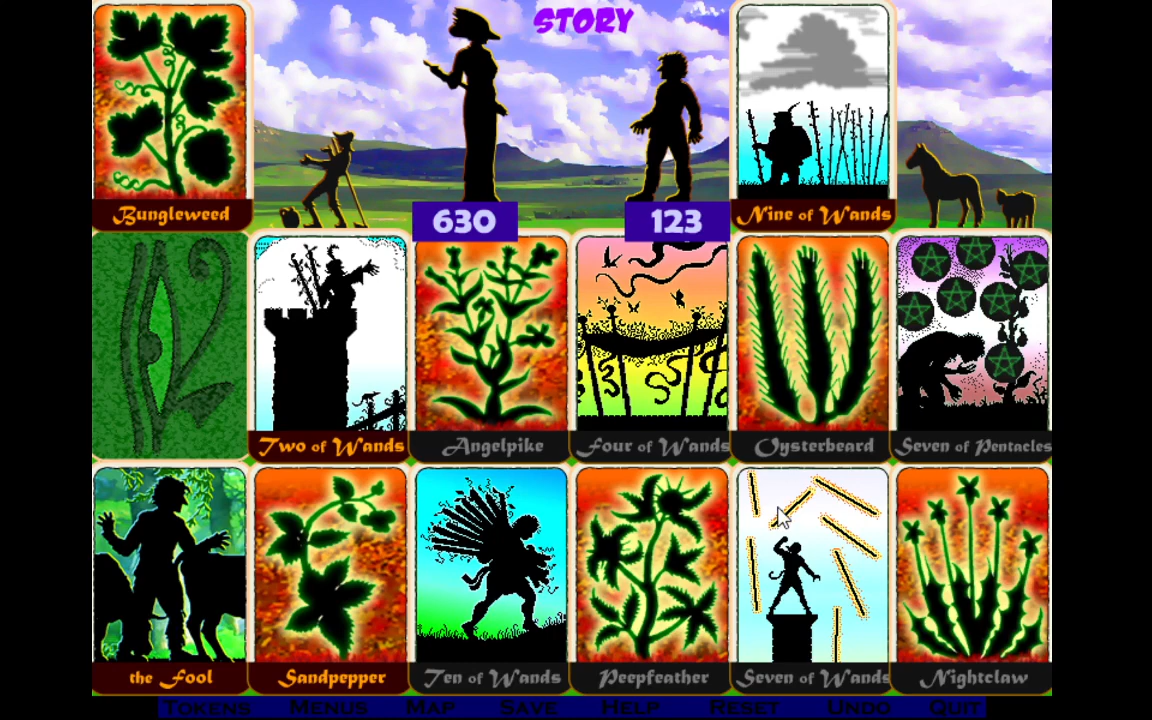 STORY
Bungleweed
630
123
Nine of Wands
Two of Wands
Angelpike
Four of Wands
Oysterbeard
Seven of Pentacles
the Fool
Sandpepper
Ten of Wands
Peepfeather
Seven of Wands
Nightclaw
TOKENS MENUS MAP SAVE HELP RESET UNDO QUIT